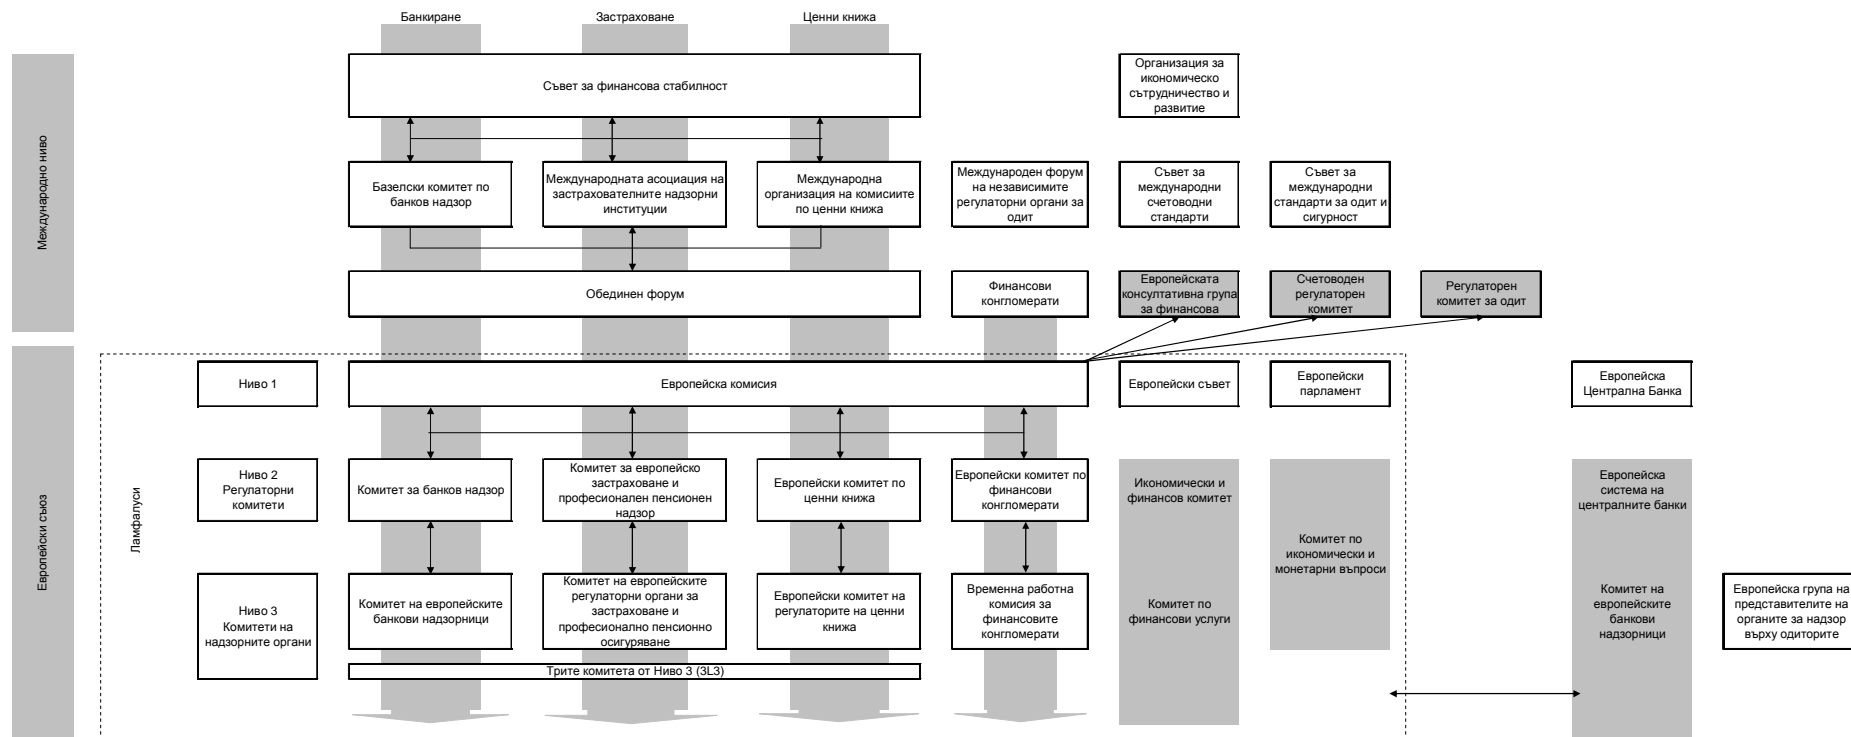 Банкиране
Застраховане
Ценни книжа
Международно ниво
Съвет за финансова стабилност
Организация за
икономическо
сътрудничество и
развитие
Базелски комитет по
банков надзор
Международната асоциация на
застрахователните надзорни
институции
Международна
организация на комисиите
по ценни книжа
Международен форум
на независимите
регулаторни органи за
одит
Съвет за
международни
счетоводни
стандарти
Съвет за
международни
стандарти за одит и
сигурност
Обединен форум
Финансови
конгломерати
Европейската
консултативна група
за финансова
Счетоводен
регулаторен
комитет
Регулаторен
комитет за одит
Европейски съюз
Ламфалуси
Ниво 1
Европейска комисия
Европейски съвет
Европейски
парламент
Европейска
Централна Банка
Ниво 2
Регулаторни
комитети
Комитет за банков надзор
Комитет за европейско
застраховане и
професионален пенсионен
надзор
Европейски комитет по
ценни книжа
Европейски комитет по
финансови
конгломерати
Икономически и
финансов комитет
Комитет по
икономически и
монетарни въпроси
Европейска
система на
централните банки
Ниво 3
Комитети на
надзорните органи
Комитет на европейските
банкови надзорници
Комитет на европейските
регулаторни органи за
застраховане и
професионално пенсионно
осигуряване
Европейски комитет на
регулаторите на ценни
книжа
Временна работна
комисия за
финансовите
конгломерати
Комитет по
финансови услуги
Комитет на
европейските
банкови
надзорници
Европейска група на
представителите на
органите за надзор
върху одиторите
Трите комитета от Ниво 3 (3L3)